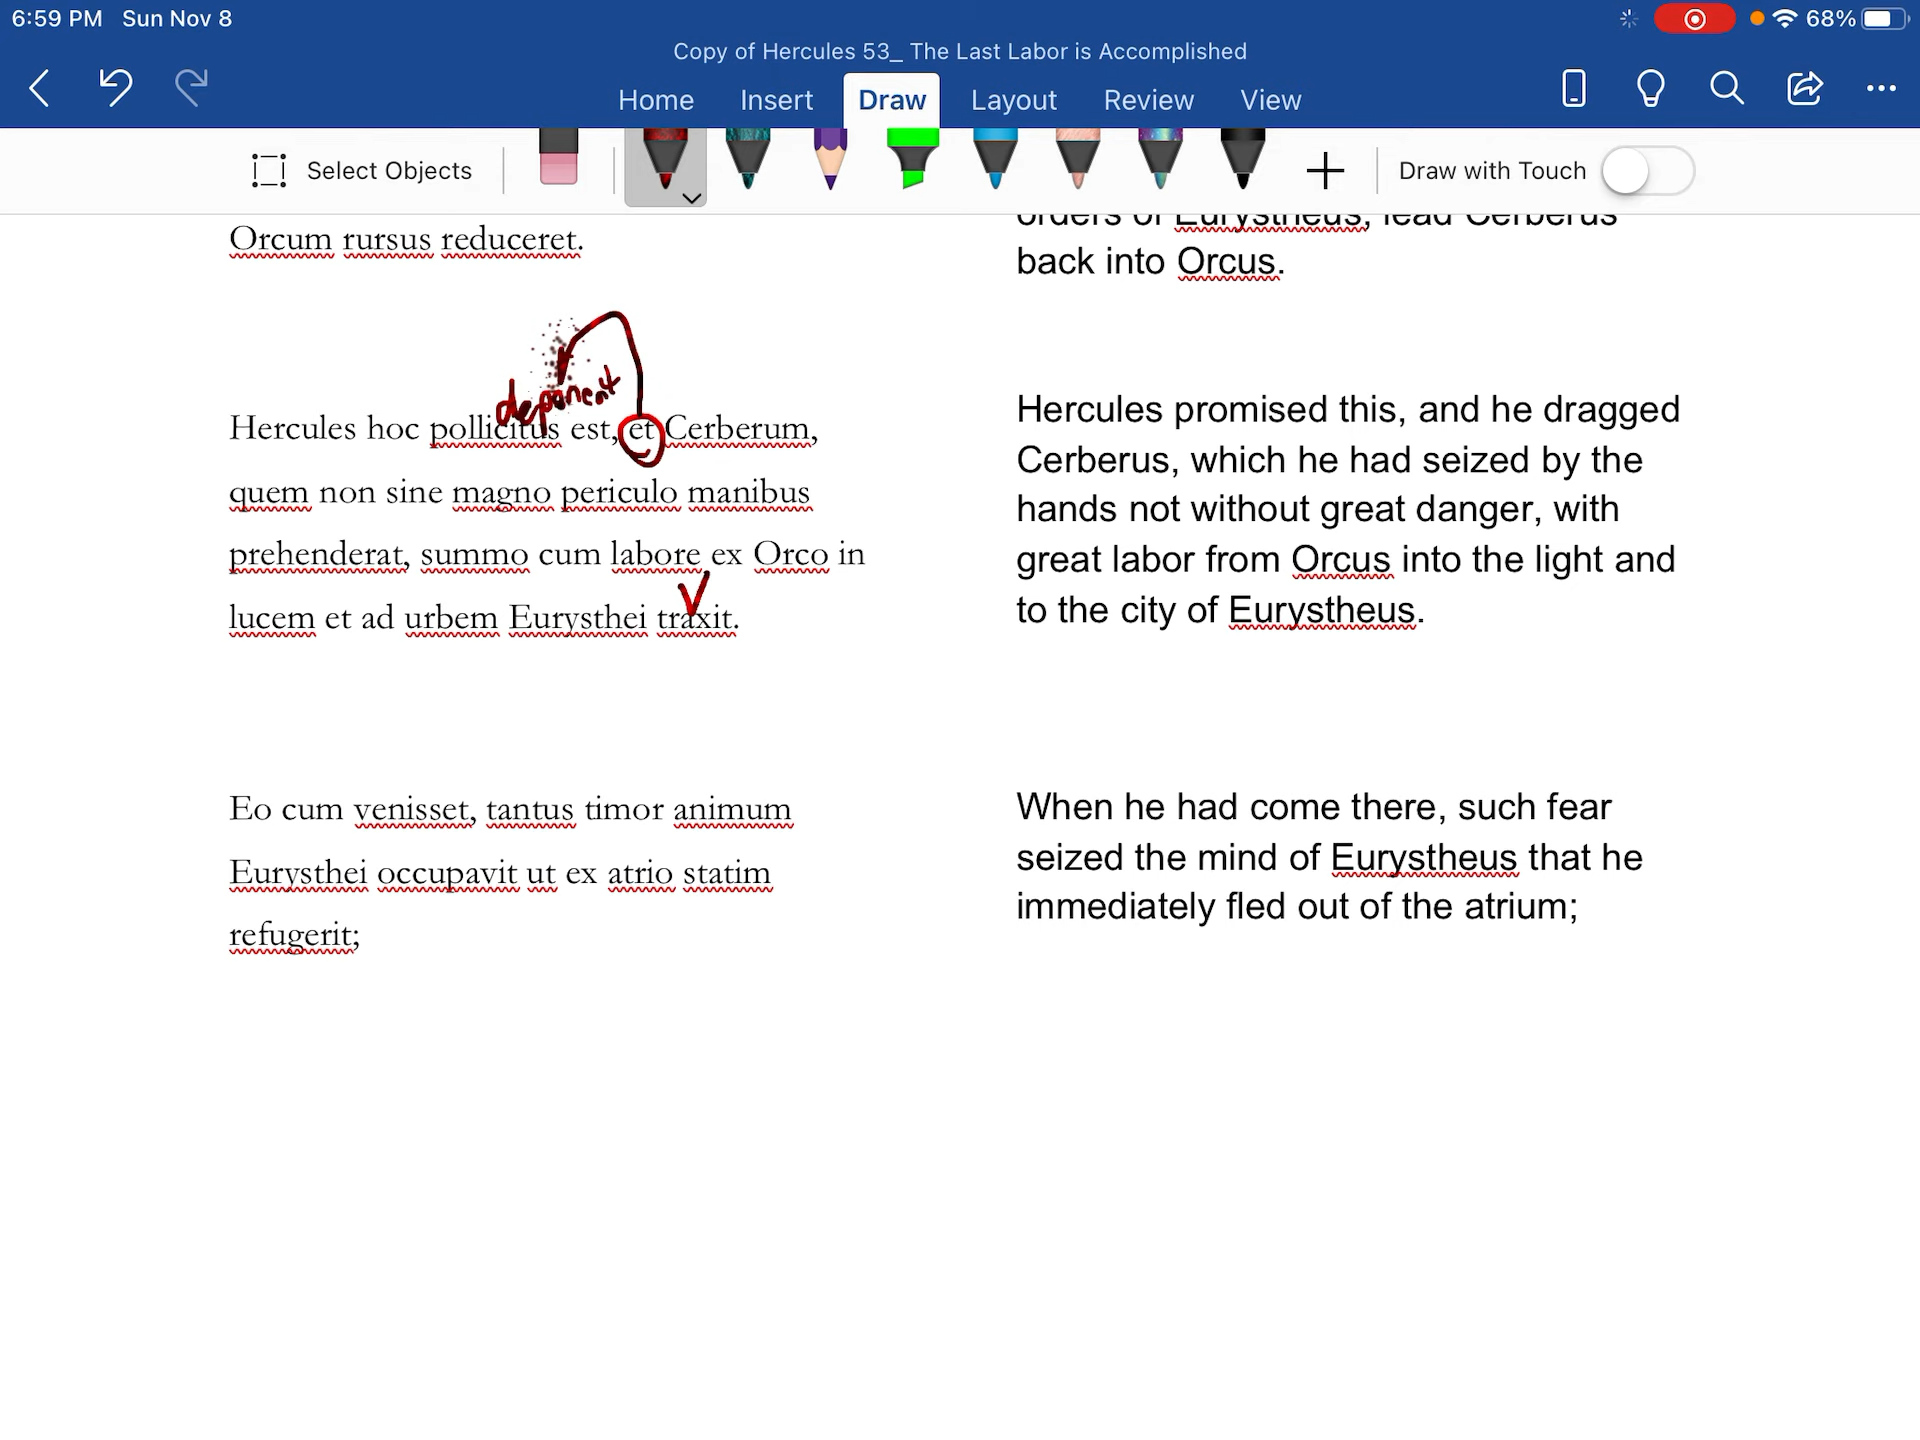 6:59 PM Sun Nov 8
68%
Copy of Hercules 53_ The Last Labor is Accomplished
Home Insert Draw Layout Review View
Select Objects
Draw with Touch
Orcum rursus reduceret.
orders of Eurystheus, lead Cerberus
back into Orcus.
deponent
Hercules hoc pollicitus est, et Cerberum,
quem non sine magno periculo manibus
prehenderat, summo cum labore ex Orco in
V
lucem et ad urbem Eurysthei traxit.
Hercules promised this, and he dragged
Cerberus, which he had seized by the
hands not without great danger, with
great labor from Orcus into the light and
to the city of Eurystheus.
Eo cum venisset, tantus timor animum
Eurysthei occupavit ut ex atrio statim
refugerit;
When he had come there, such fear
seized the mind of Eurystheus that he
immediately fled out of the atrium;